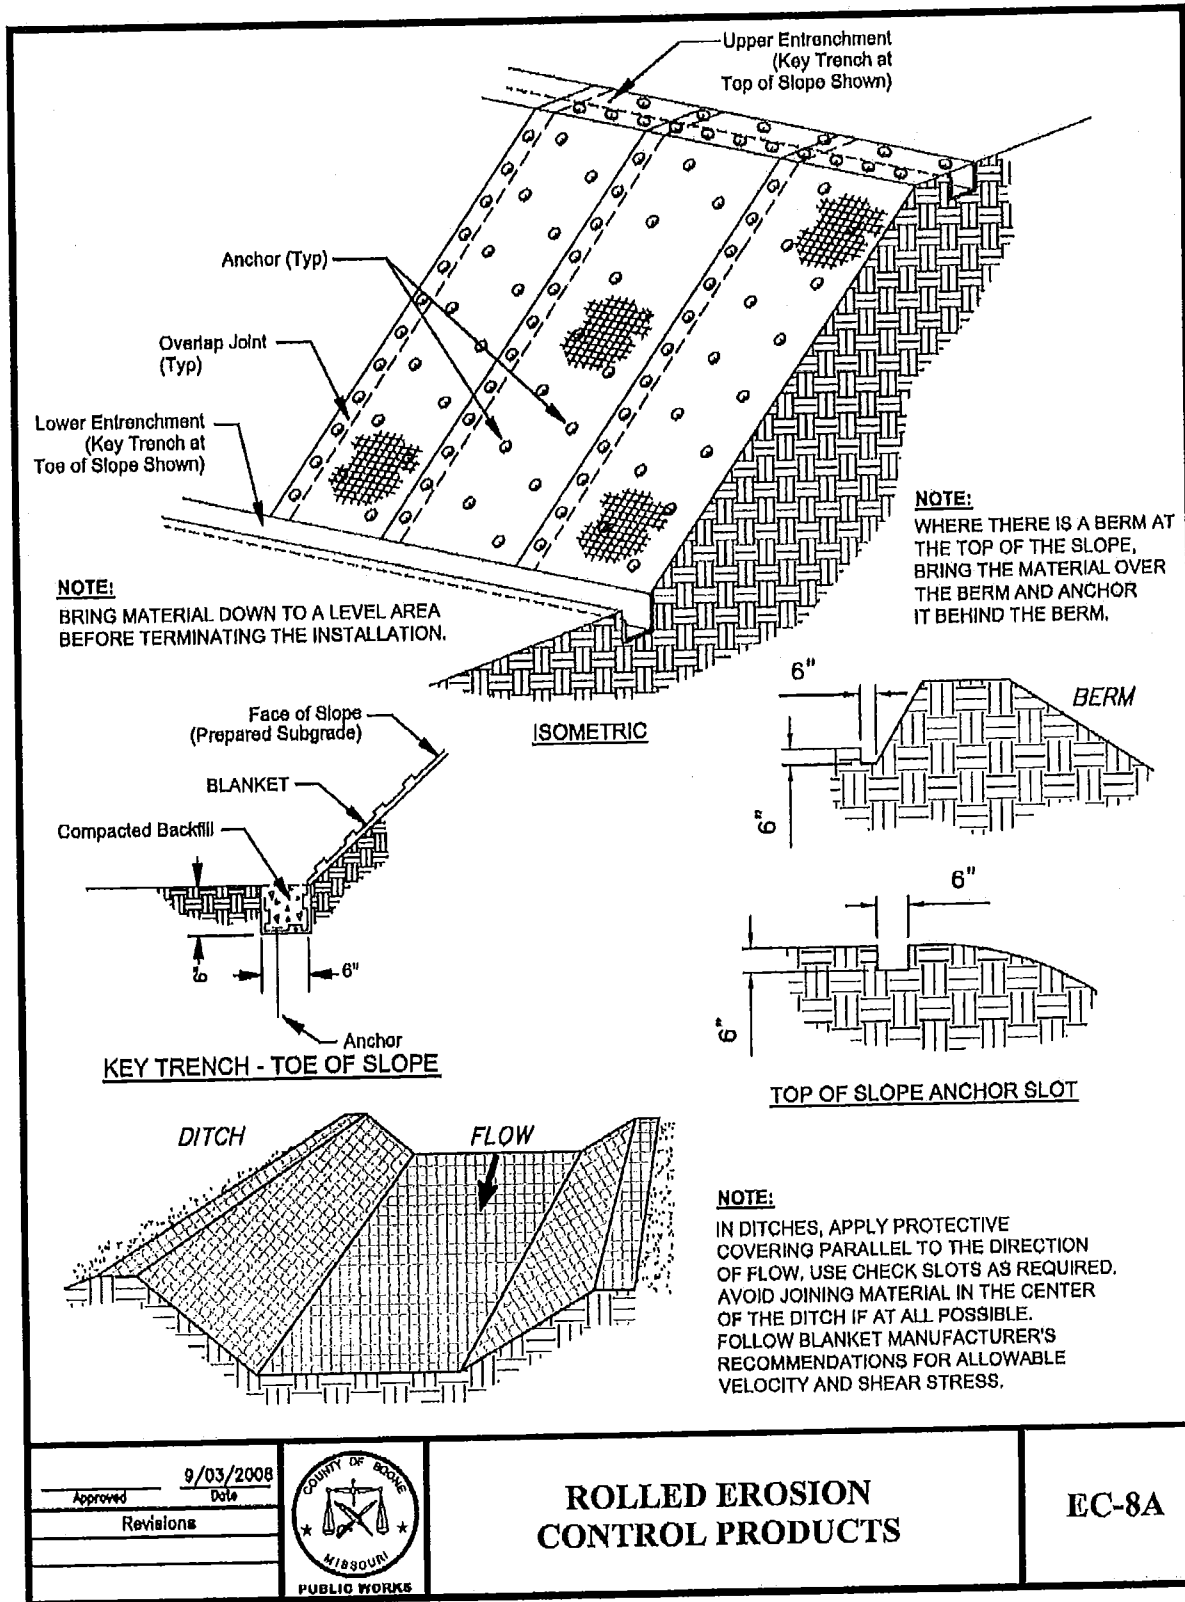 Upper Entrenchment
(Key Trench at
Top of Slope Shown)
Anchor (Typ)
Overlap Joint
(Typ)
Lower Entrenchment
(Key Trench at
Toe of Slope Shown)
NOTE:
WHERE THERE IS A BERM AT
THE TOP OF THE SLOPE,
BRING THE MATERIAL OVER
THE BERM AND ANCHOR
IT BEHIND THE BERM.
NOTE:
BRING MATERIAL DOWN TO A LEVEL AREA
BEFORE TERMINATING THE INSTALLATION.
ISOMETRIC
6"
BERM
6"
Face of Slope
(Prepared Subgrade)
BLANKET
Compacted Backfill
6"
6"
Anchor
KEY TRENCH - TOE OF SLOPE
6"
6"
TOP OF SLOPE ANCHOR SLOT
DITCH
FLOW
NOTE:
IN DITCHES, APPLY PROTECTIVE
COVERING PARALLEL TO THE DIRECTION
OF FLOW. USE CHECK SLOTS AS REQUIRED.
AVOID JOINING MATERIAL IN THE CENTER
OF THE DITCH IF AT ALL POSSIBLE.
FOLLOW BLANKET MANUFACTURER'S
RECOMMENDATIONS FOR ALLOWABLE
VELOCITY AND SHEAR STRESS.
9/03/2008
Approved Date
Revisions
COUNTY OF BOONE
MISSOURI
PUBLIC WORKS
ROLLED EROSION
CONTROL PRODUCTS
EC-8A